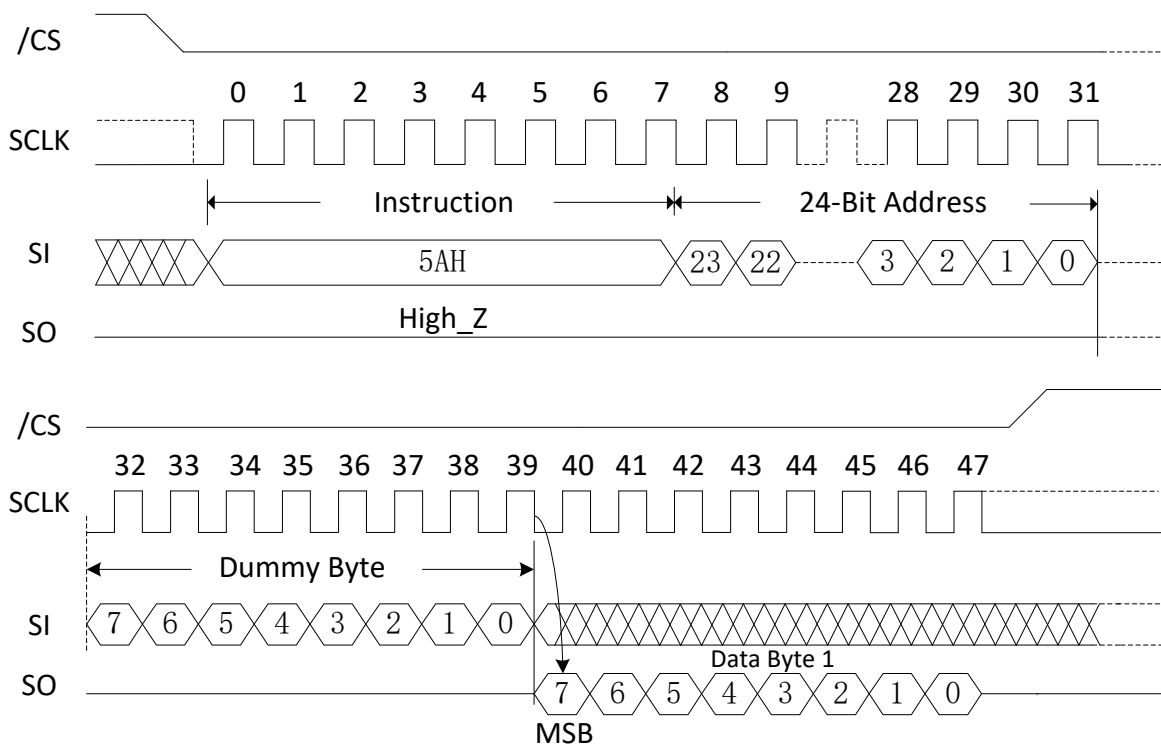 /CS
0 1 2 3 4 5 6 7 8 9 28 29 30 31
SCLK
Instruction 24-Bit Address
SI 5AH 23 22 3 2 1 0
High_Z
SO
/CS
32 33 34 35 36 37 38 39 40 41 42 43 44 45 46 47
SCLK
Dummy Byte
SI 7 6 5 4 3 2 1 0
Data Byte 1
SO 7 6 5 4 3 2 1 0
MSB